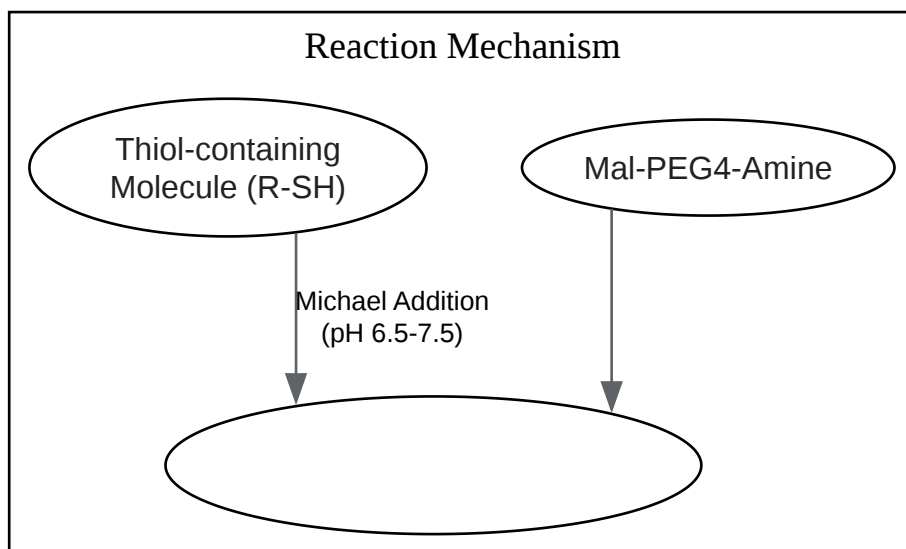 Reaction Mechanism
Thiol-containing
Molecule (R-SH)
Mal-PEG4-Amine
Michael Addition
(pH 6.5-7.5)